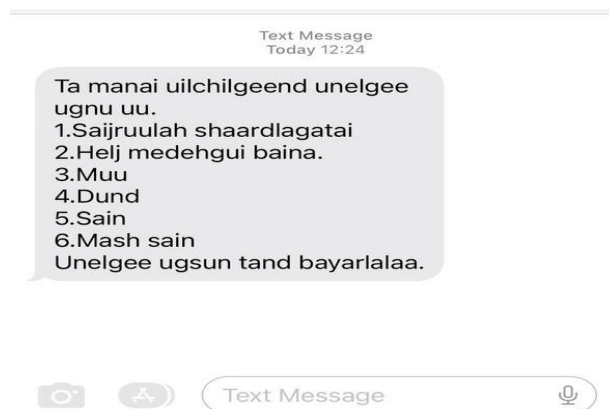 Text Message
Today 12:24
Ta manai uilchilgeend unelgee
ugnu uu.
1.Saijruulah shaardlagatai
2.Helj medehgui baina.
3.Muu
4.Dund
5.Sain
6.Mash sain
Unelgee ugsun tand bayarlalaa.
Text Message